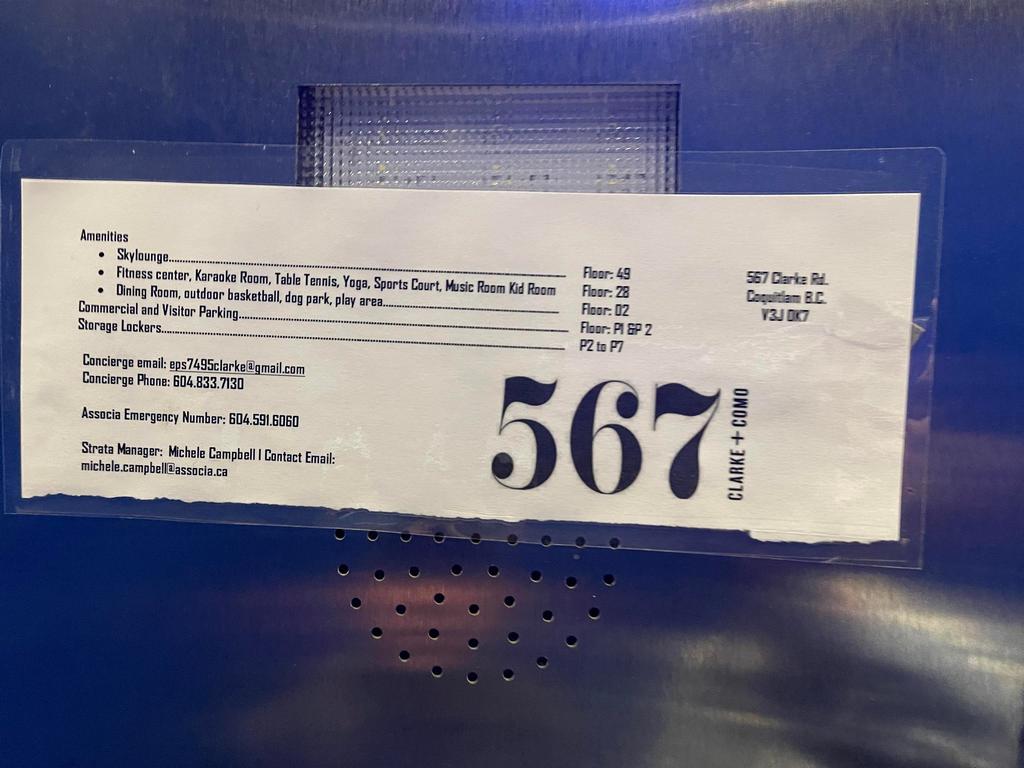 Amenities
• Skylounge............ Floor: 49
• Fitness center, Karaoke Room, Table Tennis, Yoga, Sports Court, Music Room Kid Room Floor: 28
• Dining Room, outdoor basketball, dog park, play area............ Floor: 02
Commercial and Visitor Parking............ Floor: P1 &P 2
Storage Lockers............ P2 to P7
567 Clarke Rd.
Coquitlam B.C.
V3J 0K7
Concierge email: eps7495clarke@gmail.com
Concierge Phone: 604.833.7130
Associa Emergency Number: 604.591.6060
Strata Manager: Michele Campbell | Contact Email:
michele.campbell@associa.ca
567
CLARKE + COMO